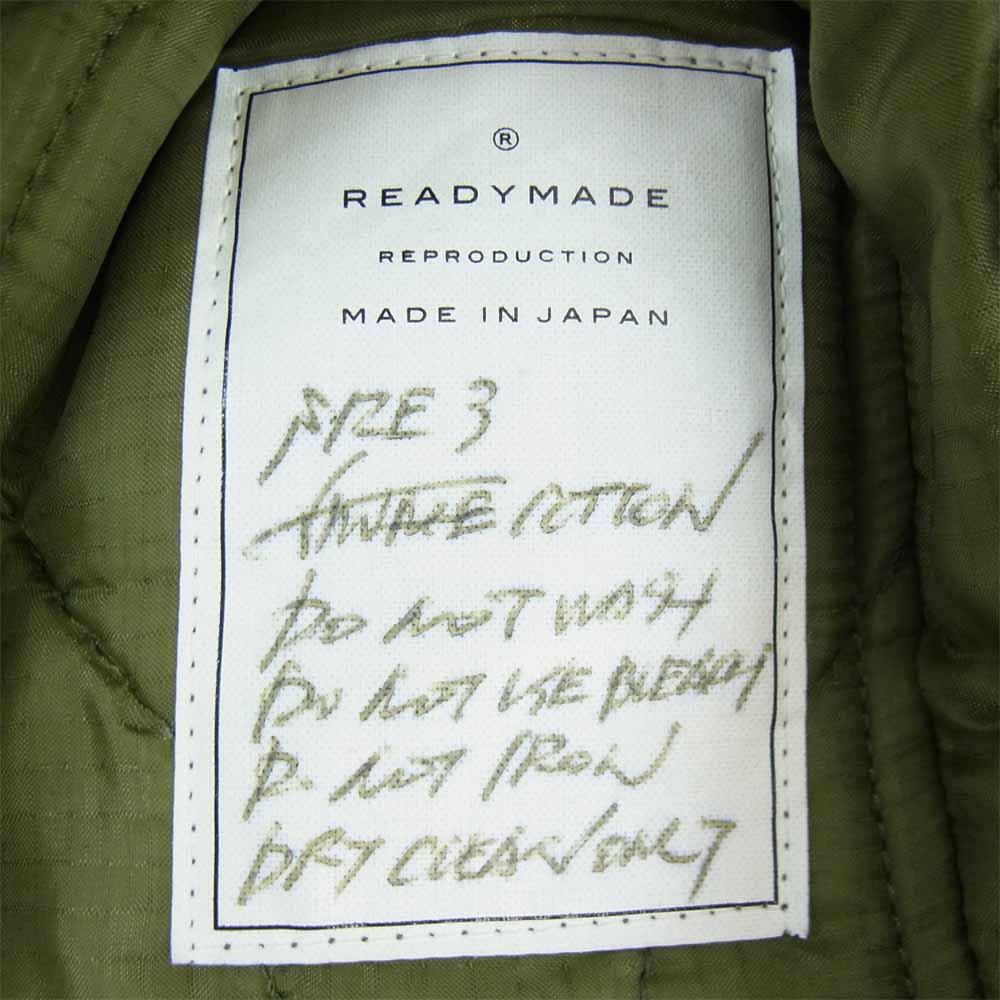 ®
READYMADE
REPRODUCTION
MADE IN JAPAN
SIZE 3
COTTON
DO NOT WASH
DO NOT USE BLEACH
DO NOT IRON
DRY CLEAN ONLY